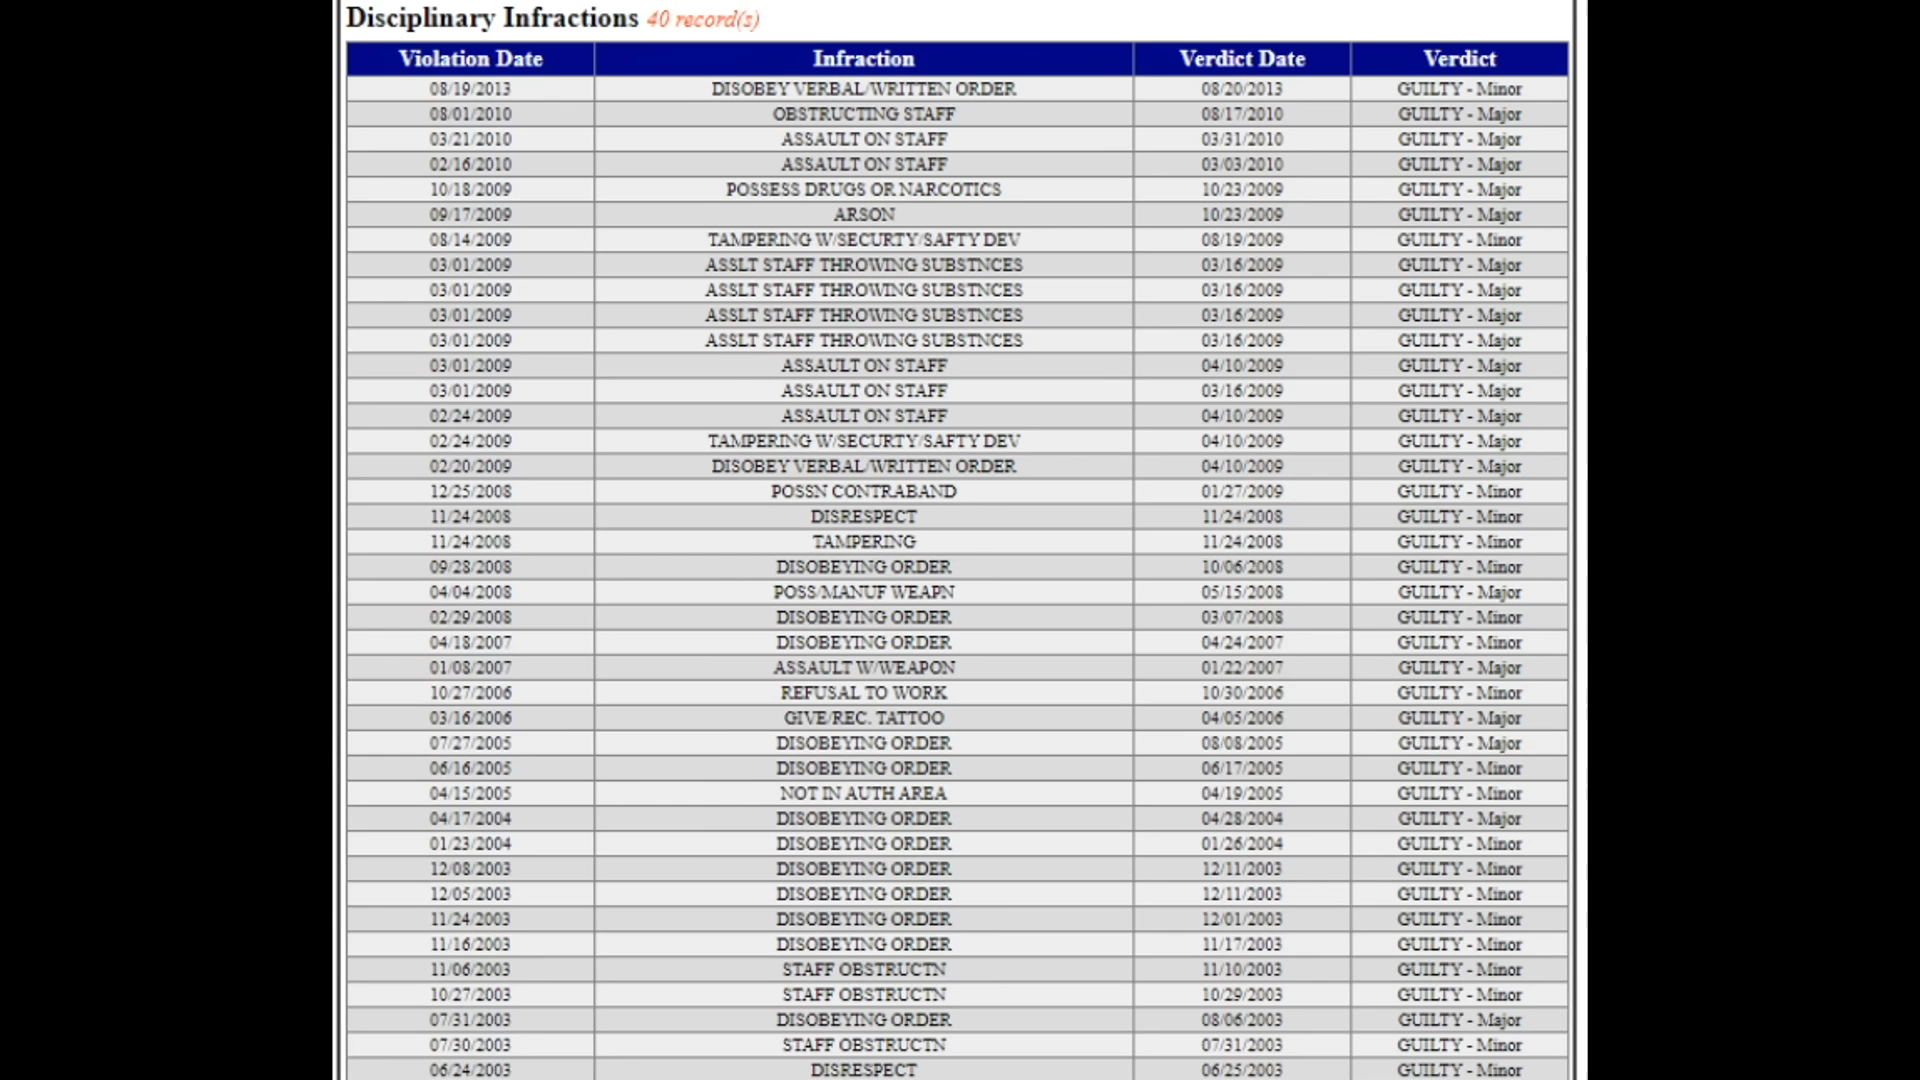 Disciplinary Infractions 40 record(s)
Violation Date Infraction Verdict Date Verdict
08/19/2013 DISOBEY VERBAL/WRITTEN ORDER 08/20/2013 GUILTY - Minor
08/01/2010 OBSTRUCTING STAFF 08/17/2010 GUILTY - Major
03/21/2010 ASSAULT ON STAFF 03/31/2010 GUILTY - Major
02/16/2010 ASSAULT ON STAFF 03/03/2010 GUILTY - Major
10/18/2009 POSSESS DRUGS OR NARCOTICS 10/23/2009 GUILTY - Major
09/17/2009 ARSON 10/23/2009 GUILTY - Major
08/14/2009 TAMPERING W/SECURTY/SAFTY DEV 08/19/2009 GUILTY - Minor
03/01/2009 ASSLT STAFF THROWING SUBSTNCES 03/16/2009 GUILTY - Major
03/01/2009 ASSLT STAFF THROWING SUBSTNCES 03/16/2009 GUILTY - Major
03/01/2009 ASSLT STAFF THROWING SUBSTNCES 03/16/2009 GUILTY - Major
03/01/2009 ASSLT STAFF THROWING SUBSTNCES 03/16/2009 GUILTY - Major
03/01/2009 ASSAULT ON STAFF 04/10/2009 GUILTY - Major
03/01/2009 ASSAULT ON STAFF 03/16/2009 GUILTY - Major
02/24/2009 ASSAULT ON STAFF 04/10/2009 GUILTY - Major
02/24/2009 TAMPERING W/SECURTY/SAFTY DEV 04/10/2009 GUILTY - Major
02/20/2009 DISOBEY VERBAL/WRITTEN ORDER 04/10/2009 GUILTY - Major
12/25/2008 POSSN CONTRABAND 01/27/2009 GUILTY - Minor
11/24/2008 DISRESPECT 11/24/2008 GUILTY - Minor
11/24/2008 TAMPERING 11/24/2008 GUILTY - Minor
09/28/2008 DISOBEYING ORDER 10/06/2008 GUILTY - Minor
04/04/2008 POSS/MANUF WEAPN 05/15/2008 GUILTY - Major
02/29/2008 DISOBEYING ORDER 03/07/2008 GUILTY - Minor
04/18/2007 DISOBEYING ORDER 04/24/2007 GUILTY - Minor
01/08/2007 ASSAULT W/WEAPON 01/22/2007 GUILTY - Major
10/27/2006 REFUSAL TO WORK 10/30/2006 GUILTY - Minor
03/16/2006 GIVE/REC. TATTOO 04/05/2006 GUILTY - Major
07/27/2005 DISOBEYING ORDER 08/08/2005 GUILTY - Major
06/16/2005 DISOBEYING ORDER 06/17/2005 GUILTY - Minor
04/15/2005 NOT IN AUTH AREA 04/19/2005 GUILTY - Minor
04/17/2004 DISOBEYING ORDER 04/28/2004 GUILTY - Major
01/23/2004 DISOBEYING ORDER 01/26/2004 GUILTY - Minor
12/08/2003 DISOBEYING ORDER 12/11/2003 GUILTY - Minor
12/05/2003 DISOBEYING ORDER 12/11/2003 GUILTY - Minor
11/24/2003 DISOBEYING ORDER 12/01/2003 GUILTY - Minor
11/16/2003 DISOBEYING ORDER 11/17/2003 GUILTY - Minor
11/06/2003 STAFF OBSTRUCTN 11/10/2003 GUILTY - Minor
10/27/2003 STAFF OBSTRUCTN 10/29/2003 GUILTY - Minor
07/31/2003 DISOBEYING ORDER 08/06/2003 GUILTY - Major
07/30/2003 STAFF OBSTRUCTN 07/31/2003 GUILTY - Minor
06/24/2003 DISRESPECT 06/25/2003 GUILTY - Minor